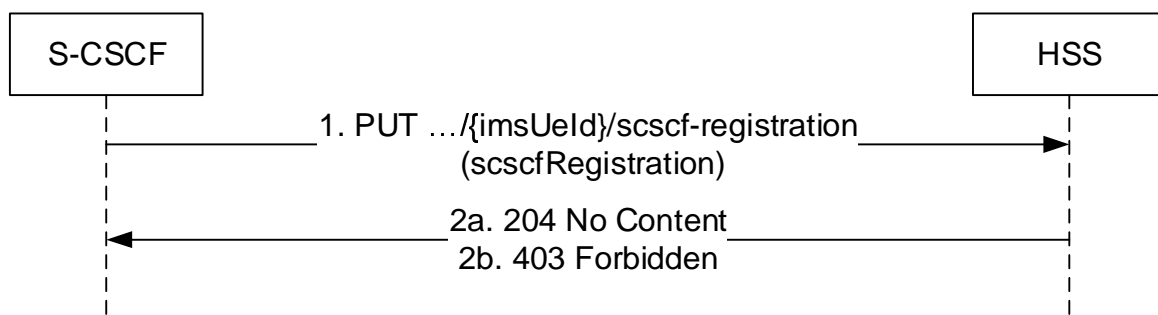 S-CSCF
HSS
1. PUT …/{imsUeId}/scscf-registration
(scscfRegistration)
2a. 204 No Content
2b. 403 Forbidden